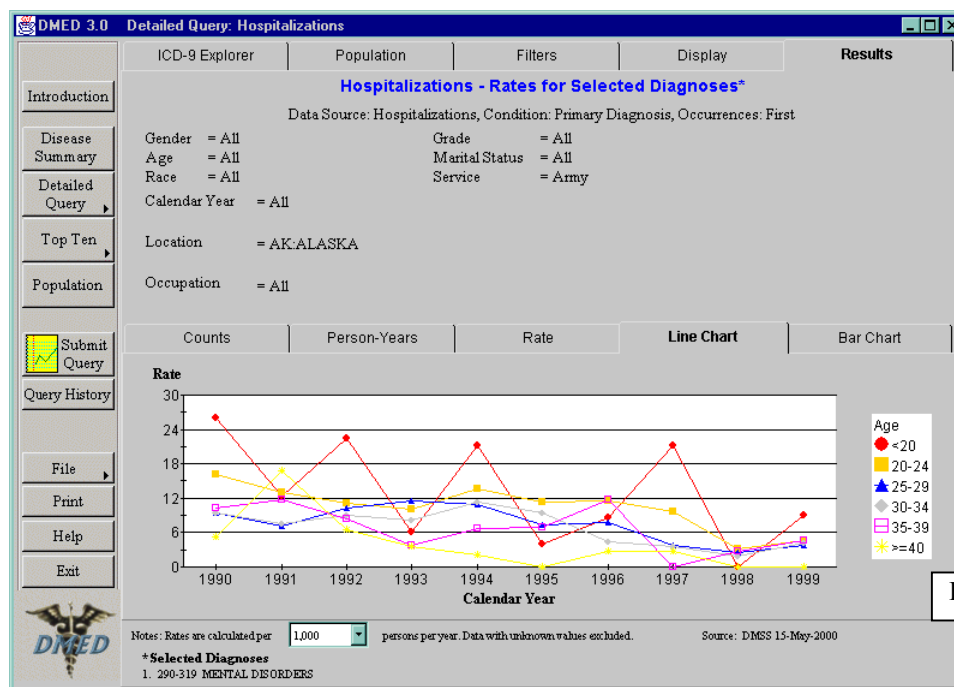 DMED 3.0 Detailed Query: Hospitalizations
ICD-9 Explorer Population Filters Display Results
Introduction
Disease Summary
Detailed Query
Top Ten
Population
Submit Query
Query History
File
Print
Help
Exit
DMED
Hospitalizations - Rates for Selected Diagnoses*
Data Source: Hospitalizations, Condition: Primary Diagnosis, Occurrences: First
Gender = All Grade = All
Age = All Marital Status = All
Race = All Service = Army
Calendar Year = All
Location = AK:ALASKA
Occupation = All
Counts Person-Years Rate Line Chart Bar Chart
Rate
30
24
18
12
6
0
1990 1991 1992 1993 1994 1995 1996 1997 1998 1999
Calendar Year
Age
<20
20-24
25-29
30-34
35-39
>=40
Notes: Rates are calculated per 1,000 persons per year. Data with unknown values excluded. Source: DMSS 15-May-2000
*Selected Diagnoses
1. 290-319 MENTAL DISORDERS